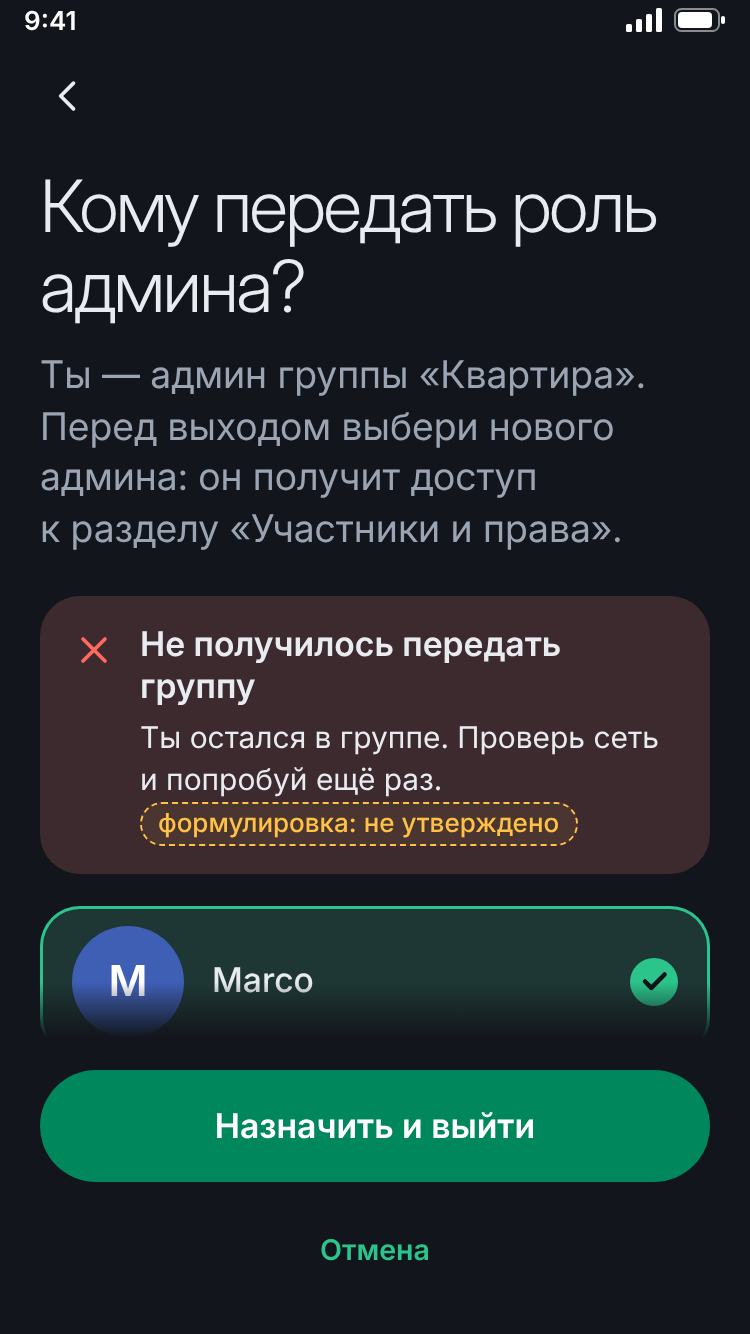 9:41
Кому передать роль
админа?
Ты — админ группы «Квартира».
Перед выходом выбери нового
админа: он получит доступ
к разделу «Участники и права».
Не получилось передать
группу
Ты остался в группе. Проверь сеть
и попробуй ещё раз.
формулировка: не утверждено
M
Marco
Назначить и выйти
Отмена